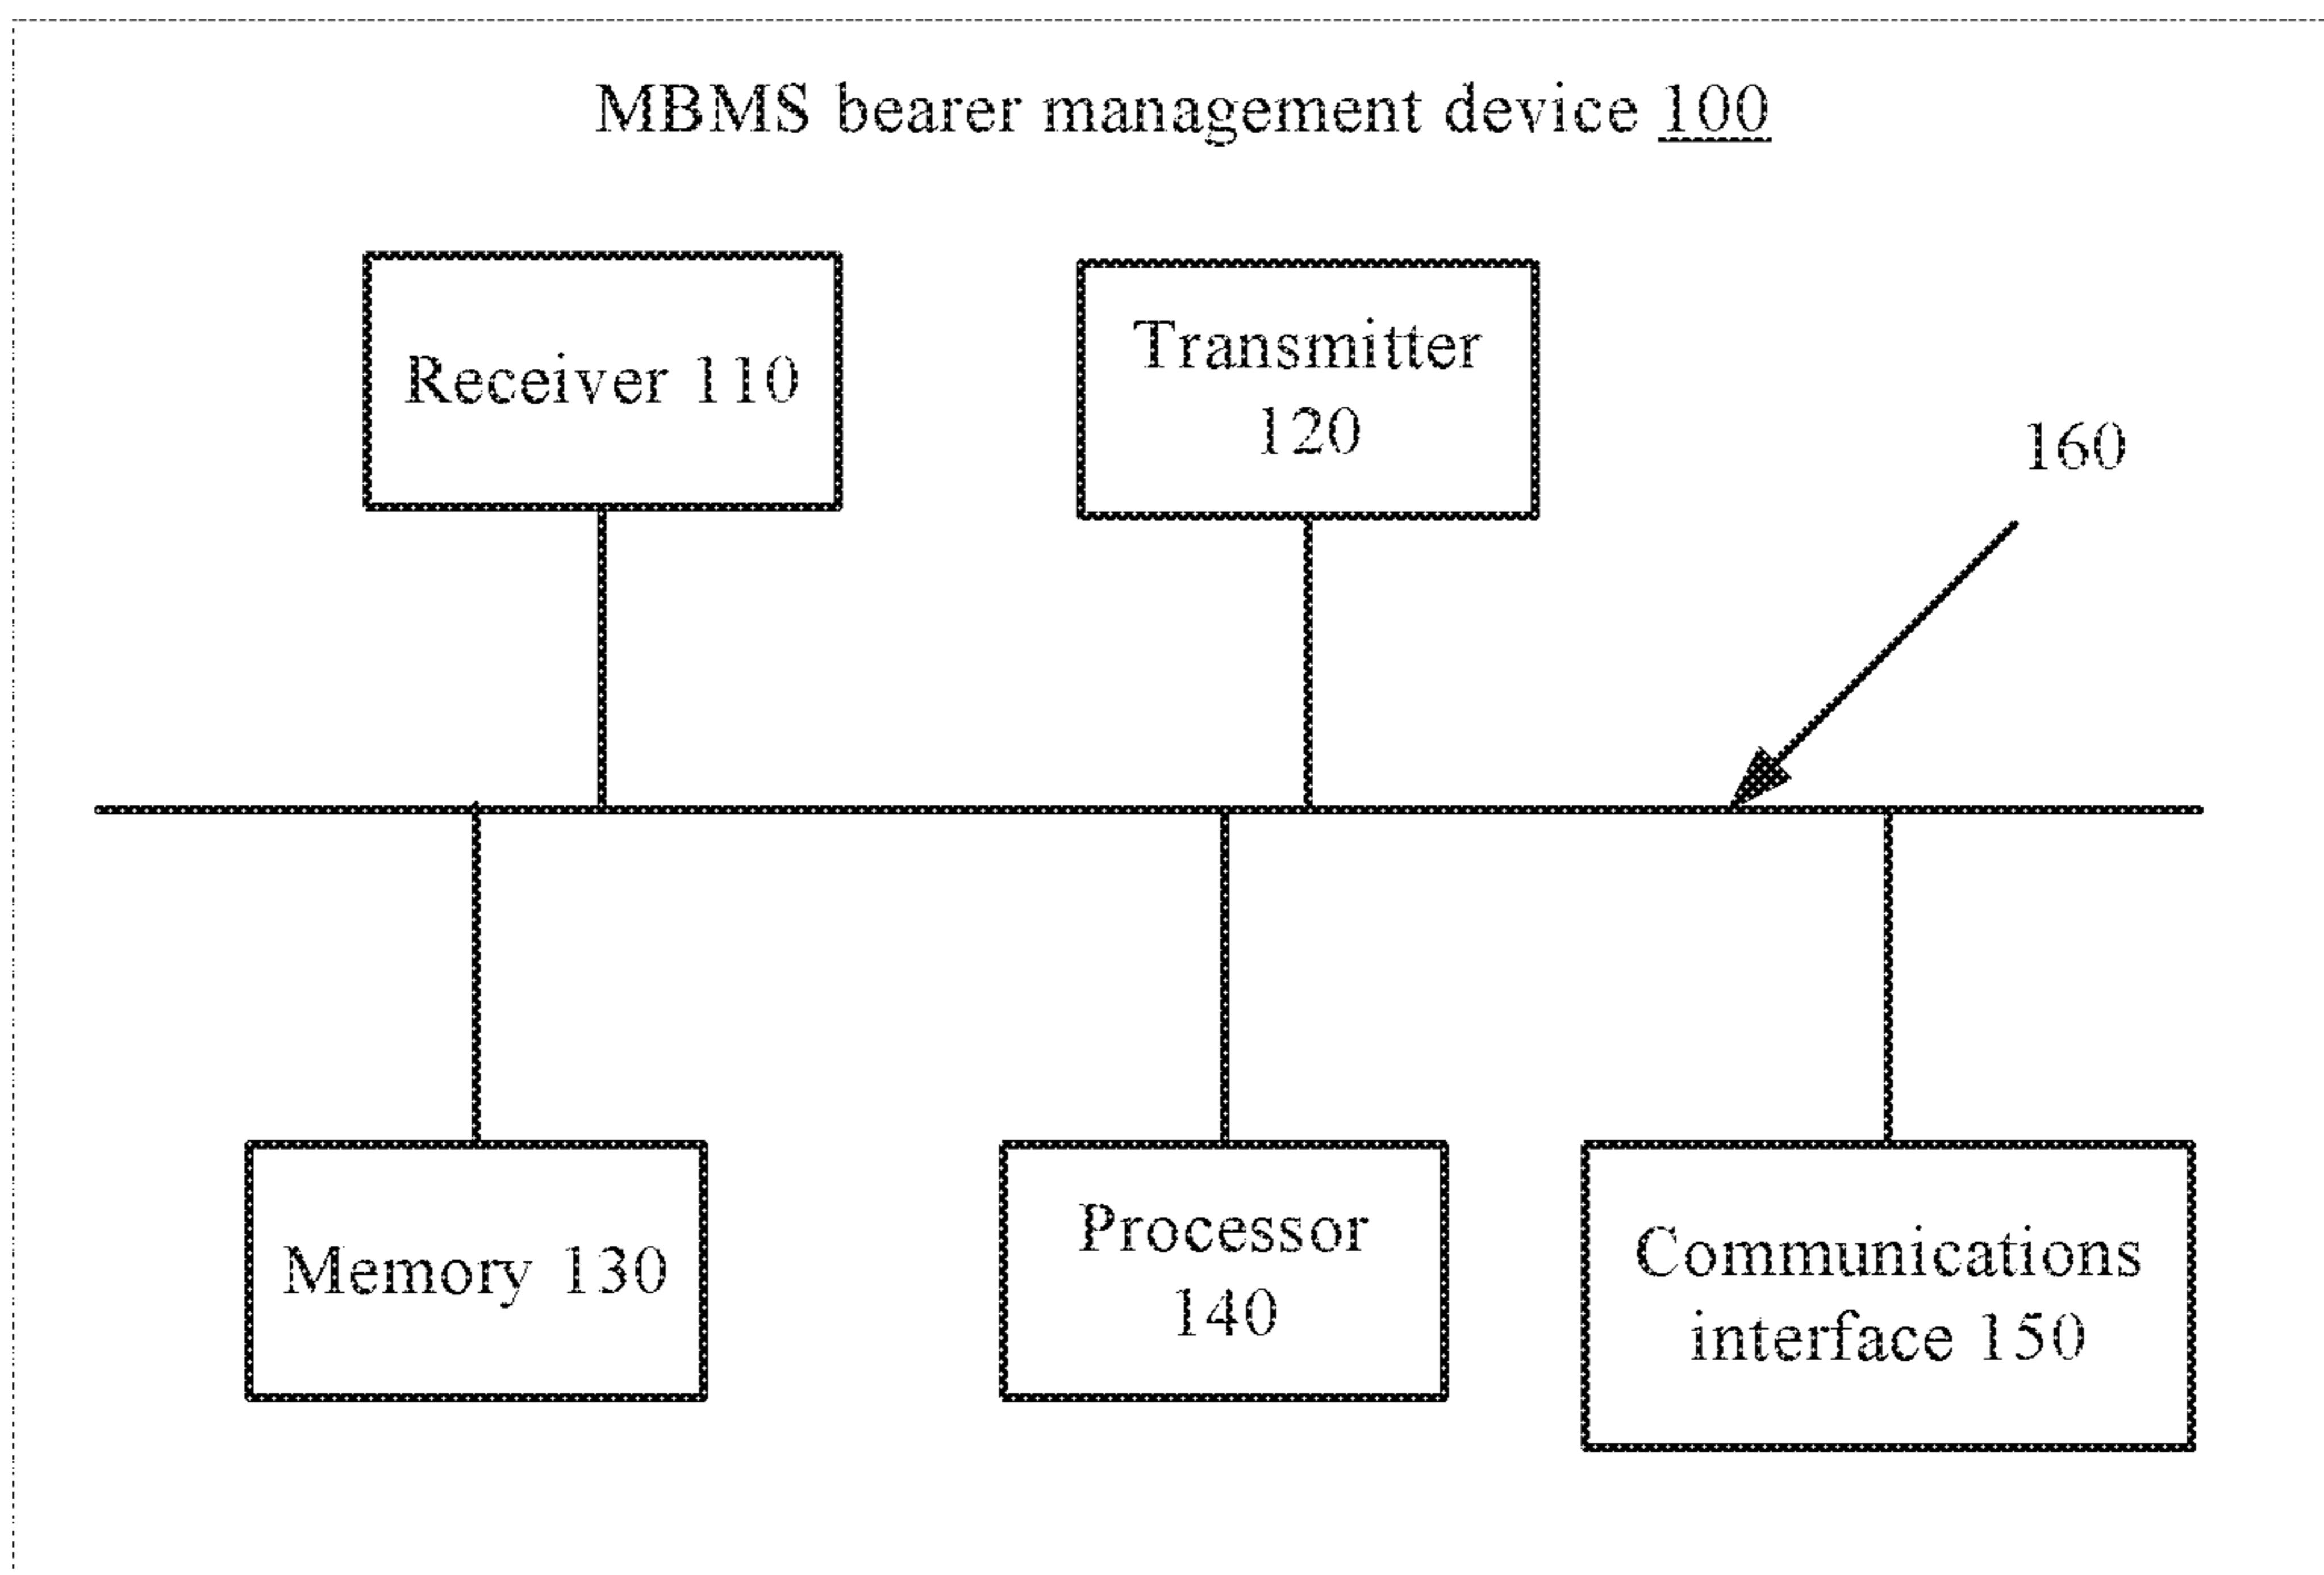 MBMS bearer management device 100
Receiver 110
Transmitter
120
160
Memory 130
Processor
140
Communications
interface 150